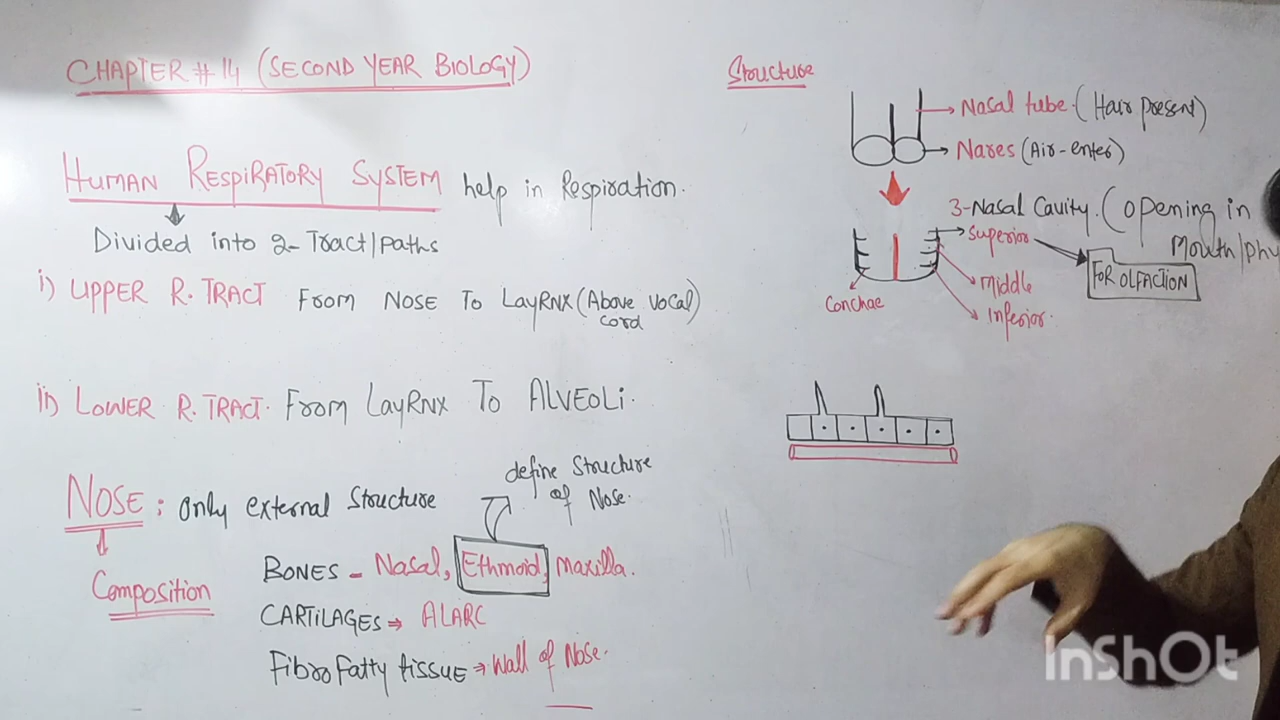 CHAPTER # 14 (SECOND YEAR BIOLOGY)
HUMAN RESPIRATORY SYSTEM help in Respiration.
Divided into 2-Tract/paths
i) UPPER R. TRACT From NOSE To LayRNX (Above Vocal
cord)
ii) LOWER R. TRACT. From LayRNX To ALVEOLi.
NOSE : only external Structure
define Structure
of Nose.
Composition
BONES - Nasal, Ethmoid, Maxilla.
CARTILAGES → ALARC
Fibro fatty tissue → Wall of Nose.
Structure
Nasal tube. (Hair present)
Nares (Air-enter)
3-Nasal Cavity. (opening in
Mouth/phy
Superior
FOR OLFACTION
Middle
Inferior.
Conchae
InShOt